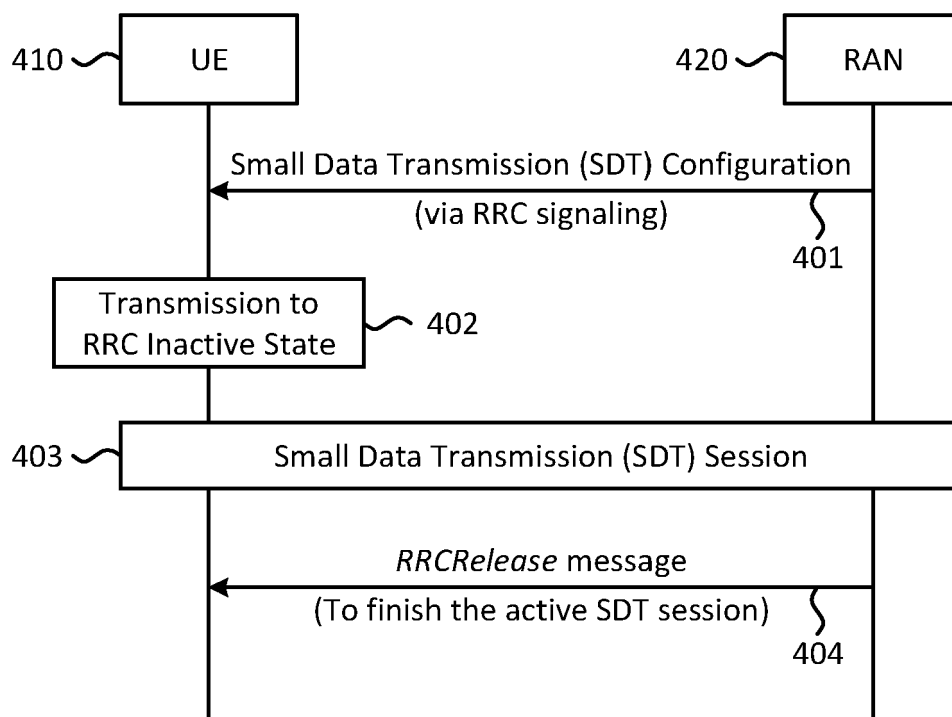 410
UE
420
RAN
Small Data Transmission (SDT) Configuration
(via RRC signaling)
401
Transmission to
RRC Inactive State
402
403
Small Data Transmission (SDT) Session
RRCRelease message
(To finish the active SDT session)
404